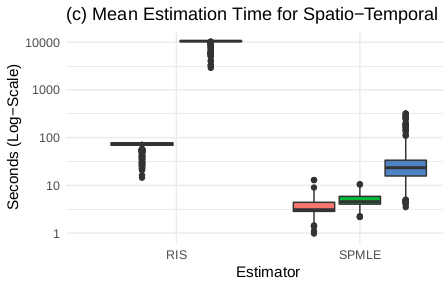 (c) Mean Estimation Time for Spatio−Temporal
Seconds (Log−Scale)
10000
1000
100
10
1
RIS SPMLE
Estimator